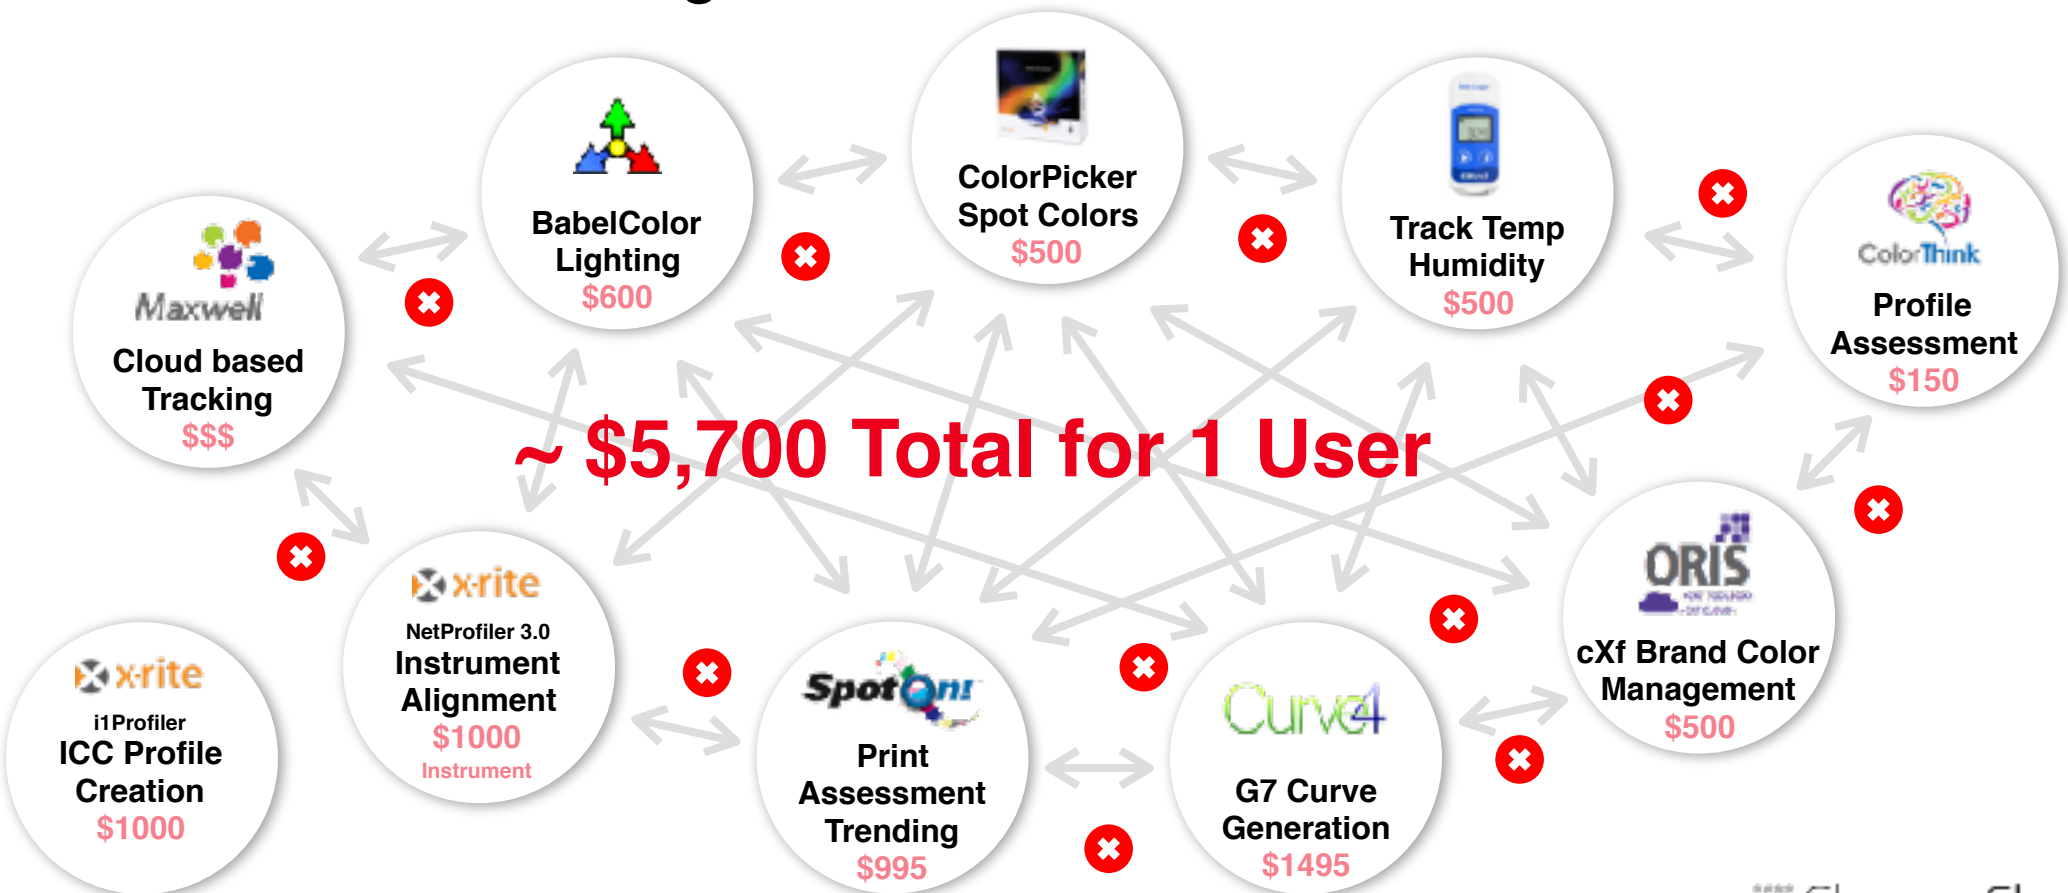 BabelColor
Lighting
$600
ColorPicker
Spot Colors
$500
Track Temp
Humidity
$500
ColorThink
Profile
Assessment
$150
Maxwell
Cloud based
Tracking
$$$
~ $5,700 Total for 1 User
x-rite
i1Profiler
ICC Profile
Creation
$1000
x-rite
NetProfiler 3.0
Instrument
Alignment
$1000
Instrument
SpotOn!
Print
Assessment
Trending
$995
Curve4
G7 Curve
Generation
$1495
ORIS
cXf Brand Color
Management
$500